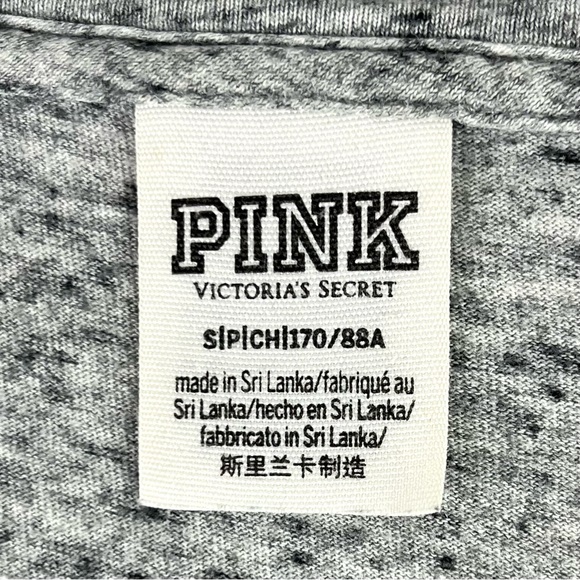 PINK
VICTORIA'S SECRET
S|P|CH|170/88A
made in Sri Lanka/fabriqué au
Sri Lanka/hecho en Sri Lanka/
fabbricato in Sri Lanka/
斯里兰卡制造